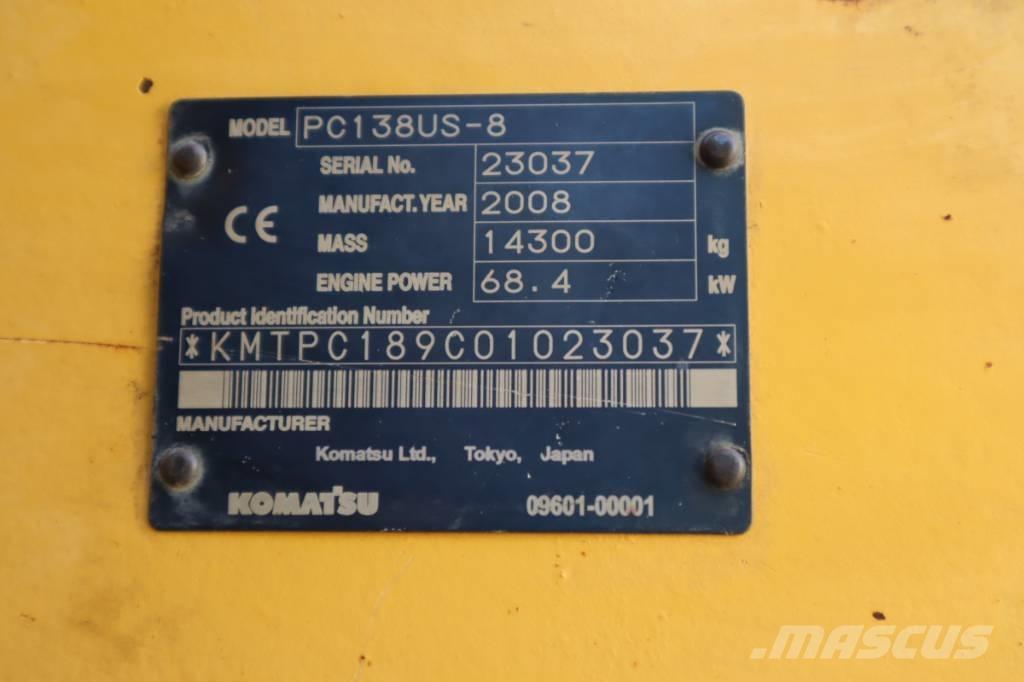 MODEL PC138US-8
SERIAL No. 23037
MANUFACT. YEAR 2008
CE
MASS 14300 kg
ENGINE POWER 68.4 kW
Product Identification Number
*KMTPC189C01023037*
MANUFACTURER
Komatsu Ltd., Tokyo, Japan
KOMATSU 09601-00001
.MASCUS